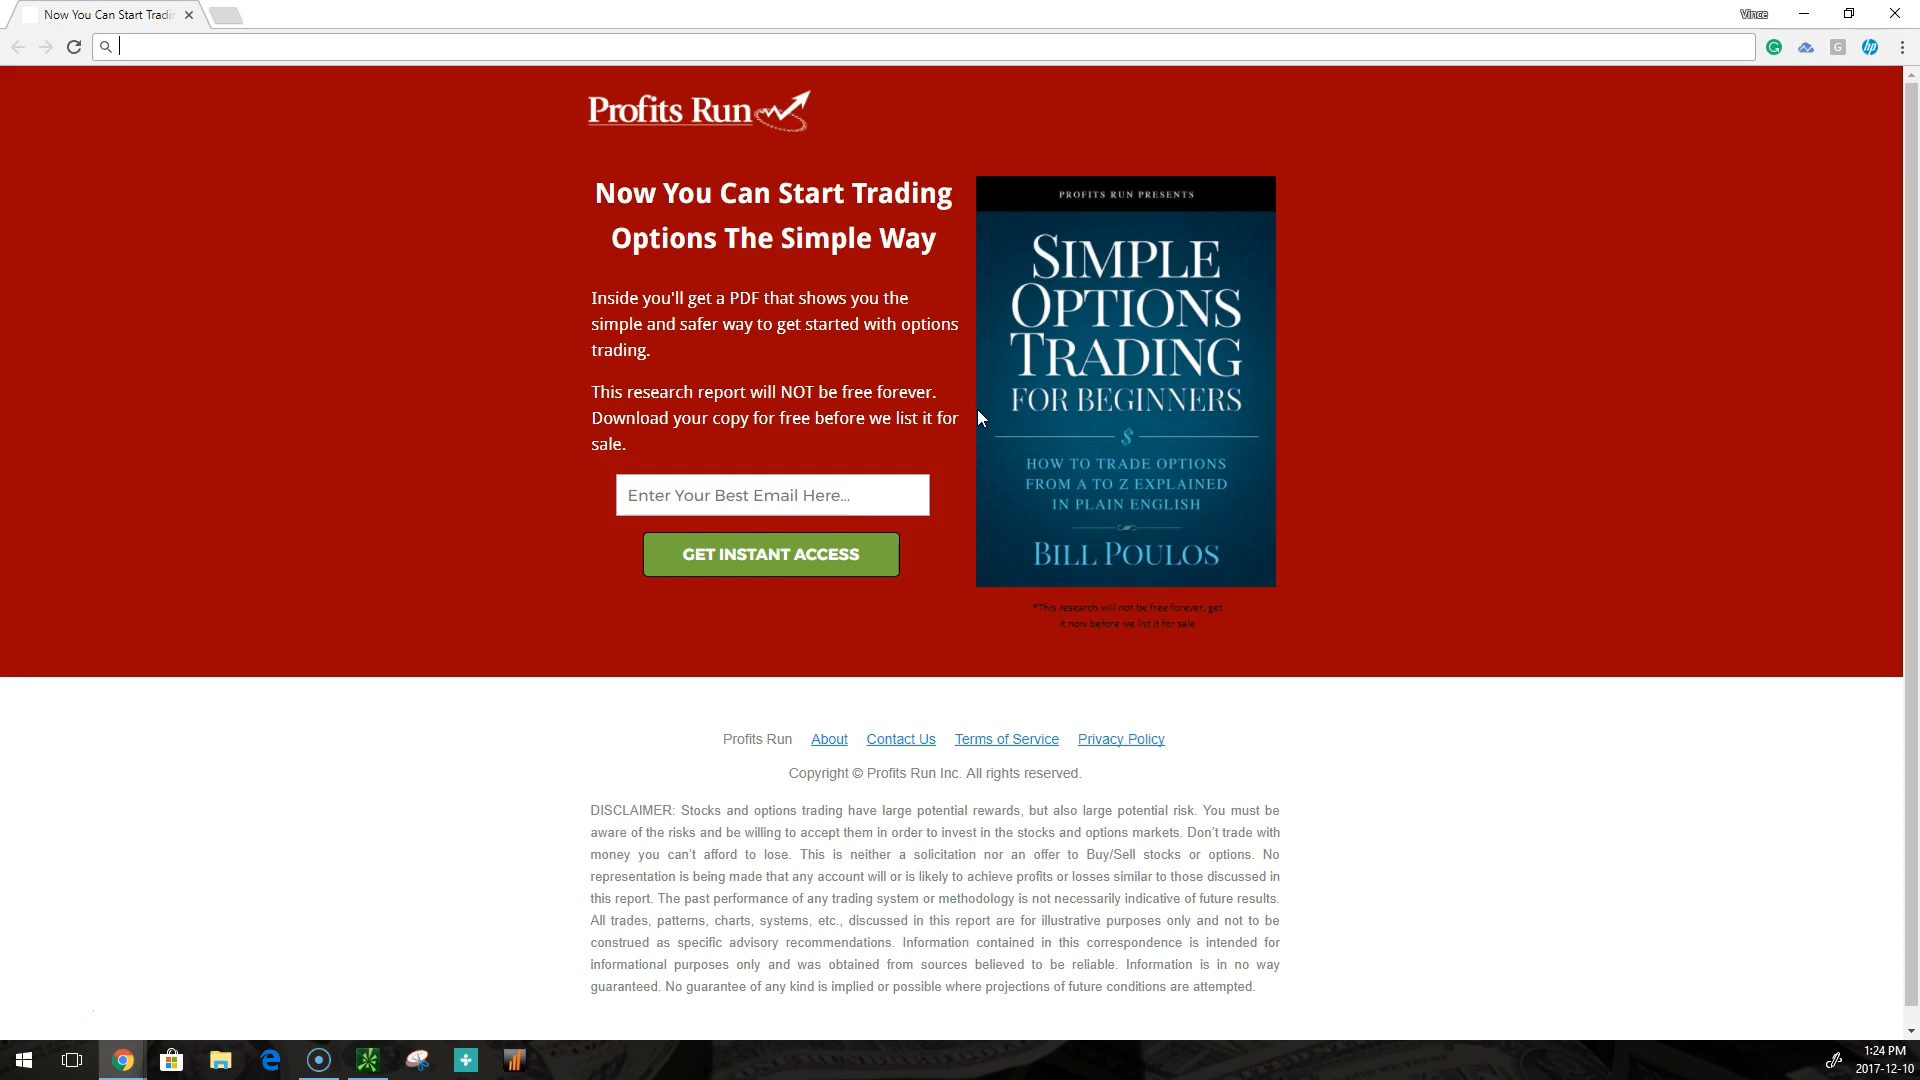 Now You Can Start Tradin
Vince
Profits Run
Now You Can Start Trading
Options The Simple Way
Inside you'll get a PDF that shows you the
simple and safer way to get started with options
trading.
This research report will NOT be free forever.
Download your copy for free before we list it for
sale.
Enter Your Best Email Here...
GET INSTANT ACCESS
PROFITS RUN PRESENTS
SIMPLE
OPTIONS
TRADING
FOR BEGINNERS
$
HOW TO TRADE OPTIONS
FROM A TO Z EXPLAINED
IN PLAIN ENGLISH
BILL POULOS
*This research will not be free forever, get
it now before we list it for sale
Profits Run About Contact Us Terms of Service Privacy Policy
Copyright © Profits Run Inc. All rights reserved.
DISCLAIMER: Stocks and options trading have large potential rewards, but also large potential risk. You must be
aware of the risks and be willing to accept them in order to invest in the stocks and options markets. Don't trade with
money you can't afford to lose. This is neither a solicitation nor an offer to Buy/Sell stocks or options. No
representation is being made that any account will or is likely to achieve profits or losses similar to those discussed in
this report. The past performance of any trading system or methodology is not necessarily indicative of future results.
All trades, patterns, charts, systems, etc., discussed in this report are for illustrative purposes only and not to be
construed as specific advisory recommendations. Information contained in this correspondence is intended for
informational purposes only and was obtained from sources believed to be reliable. Information is in no way
guaranteed. No guarantee of any kind is implied or possible where projections of future conditions are attempted.
1:24 PM
2017-12-10